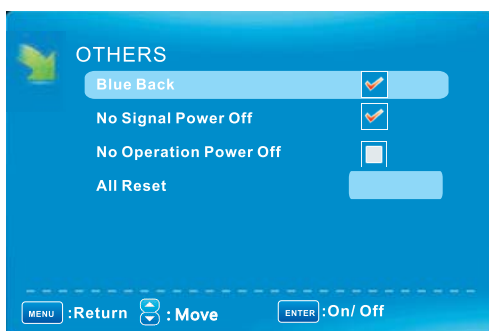 OTHERS
Blue Back
No Signal Power Off
No Operation Power Off
All Reset
MENU :Return : Move ENTER :On/ Off